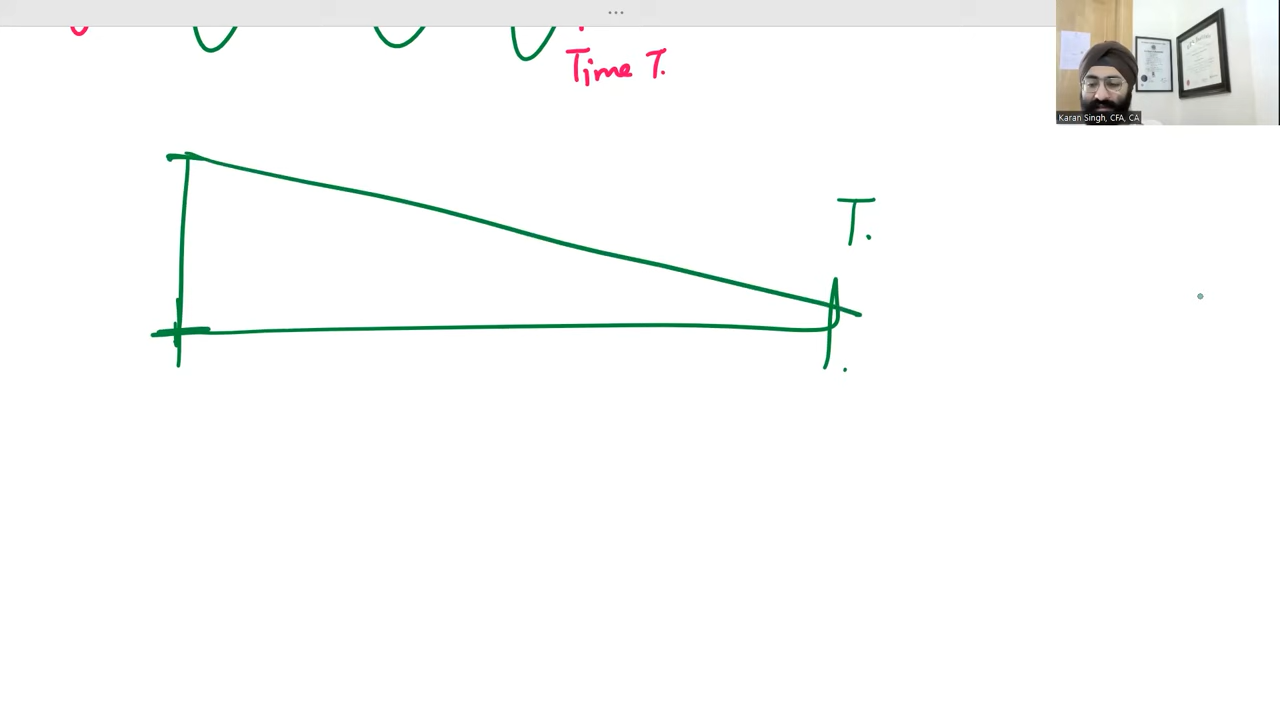 Time T.
Karan Singh, CFA, CA
T.